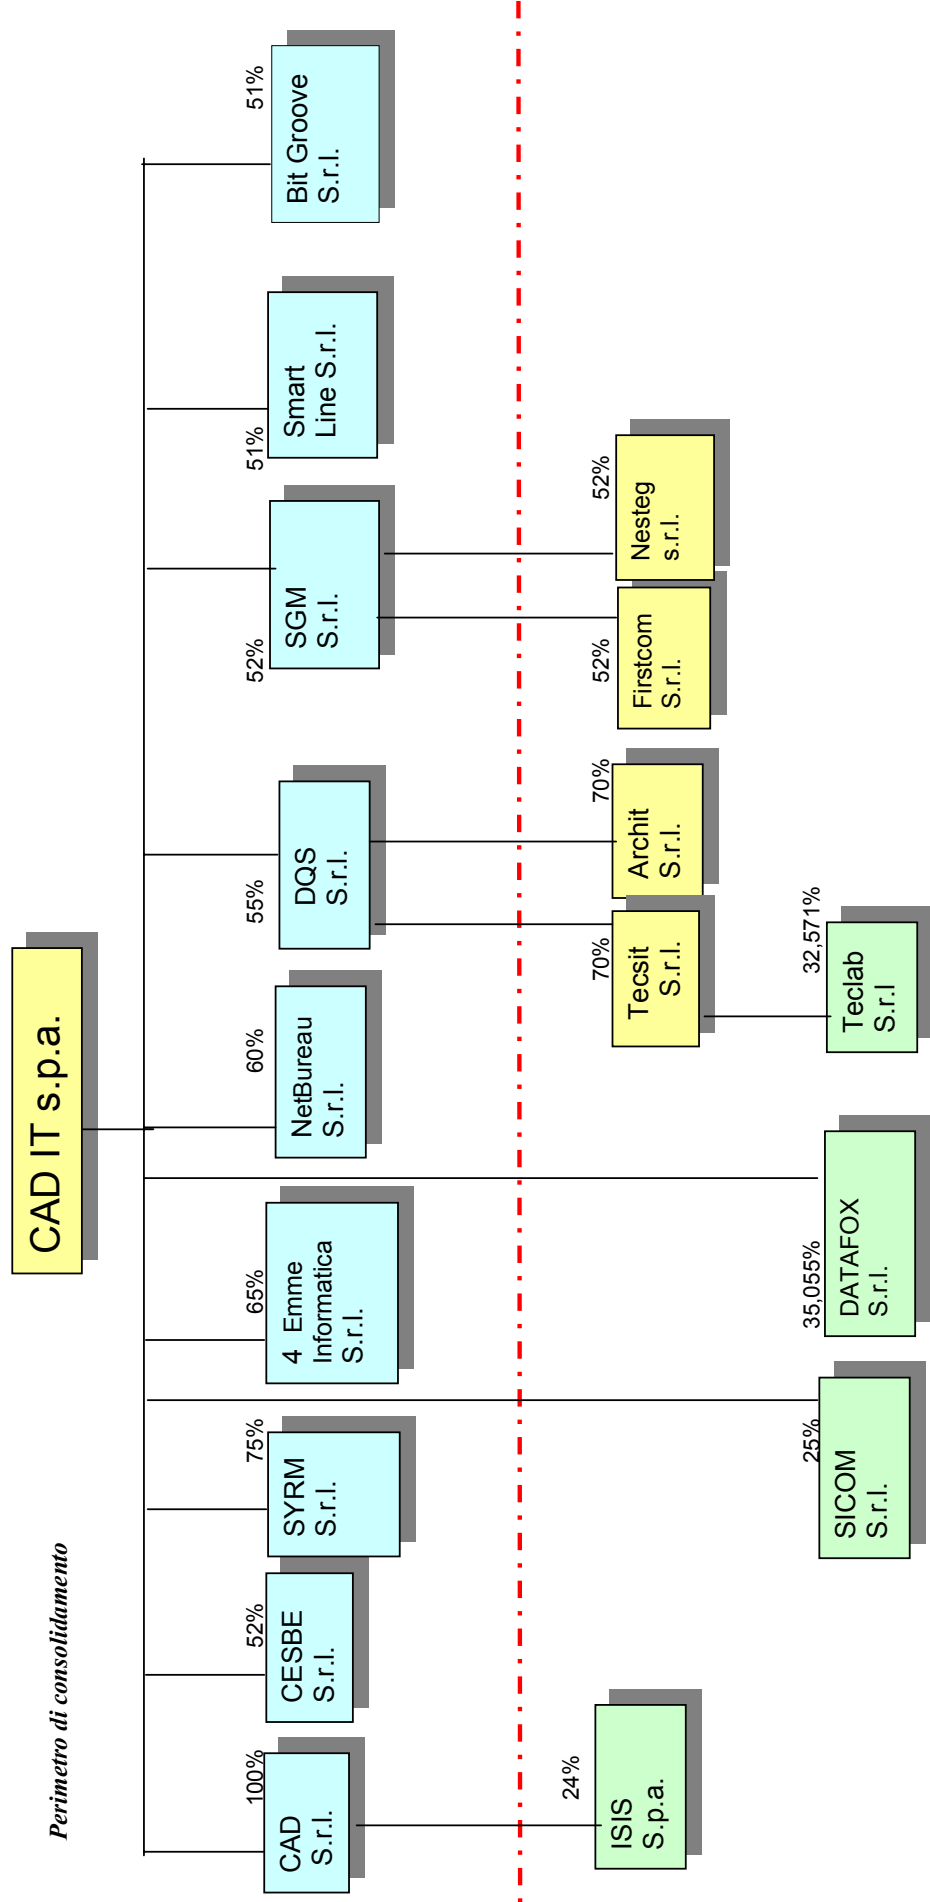 Perimetro di consolidamento
CAD IT s.p.a.
100%
CAD
S.r.l.
52%
CESBE
S.r.l.
75%
SYRM
S.r.l.
65%
4 Emme
Informatica
S.r.l.
60%
NetBureau
S.r.l.
55%
DQS
S.r.l.
52%
SGM
S.r.l.
51%
Smart
Line S.r.l.
51%
Bit Groove
S.r.l.
24%
ISIS
S.p.a.
70%
Tecsit
S.r.l.
70%
Archit
S.r.l.
52%
Firstcom
S.r.l.
52%
Nesteg
s.r.l.
25%
SICOM
S.r.l.
35,055%
DATAFOX
S.r.l.
32,571%
Teclab
S.r.l